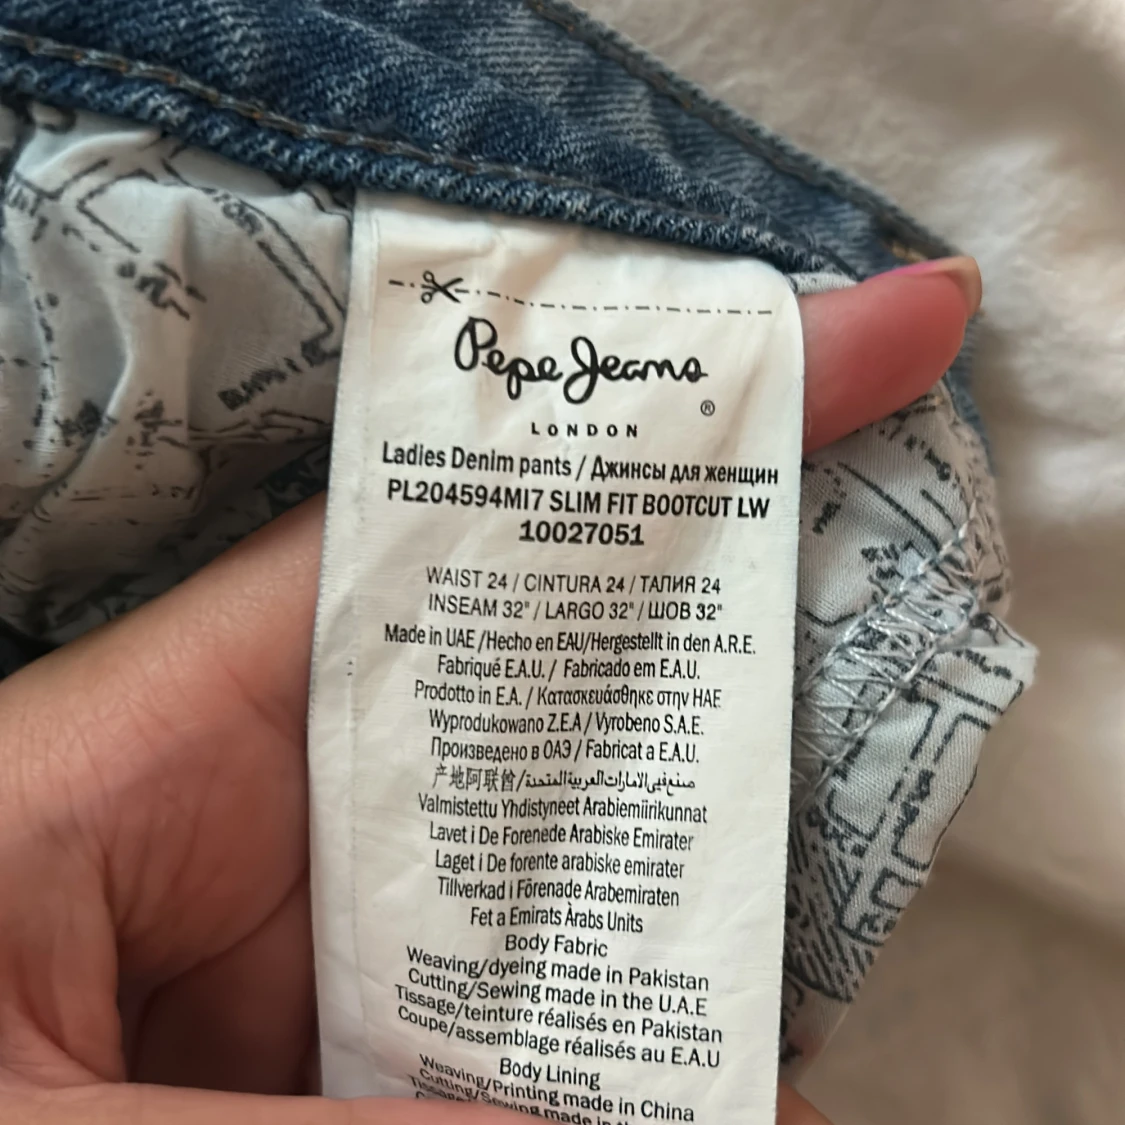 Pepe Jeans
®
LONDON
Ladies Denim pants / Джинсы для женщин
PL204594MI7 SLIM FIT BOOTCUT LW
10027051
WAIST 24 / CINTURA 24 / ТАЛИЯ 24
INSEAM 32" / LARGO 32" / ШОВ 32"
Made in UAE /Hecho en EAU/Hergestellt in den A.R.E.
Fabriqué E.A.U. / Fabricado em E.A.U.
Prodotto in E.A. / Κατασκευάσθηκε στην HAE
Wyprodukowano Z.E.A / Vyrobeno S.A.E.
Произведено в ОАЭ / Fabricat a E.A.U.
产地阿联酋/صنع في الامارات العربية المتحدة
Valmistettu Yhdistyneet Arabiemiirikunnat
Lavet i De Forenede Arabiske Emirater
Laget i De forente arabiske emirater
Tillverkad i Förenade Arabemiraten
Fet a Emirats Àrabs Units
Body Fabric
Weaving/dyeing made in Pakistan
Cutting/Sewing made in the U.A.E
Tissage/teinture réalisés en Pakistan
Coupe/assemblage réalisés au E.A.U
Body Lining
Weaving/Printing made in China
Cutting/Sewing made in